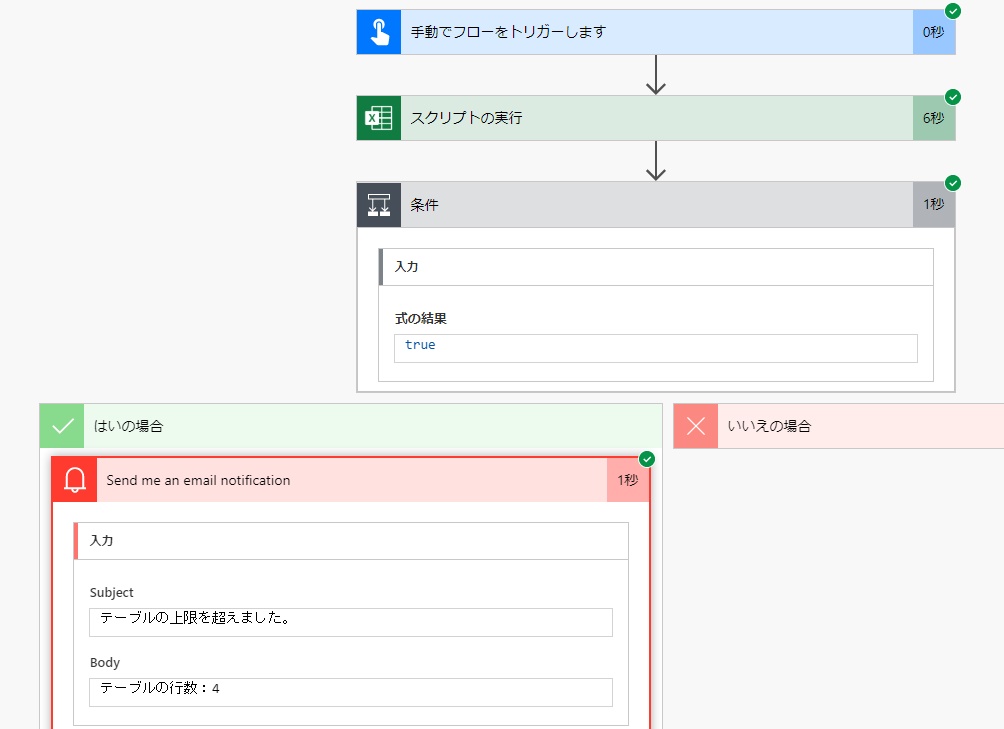 手動でフローをトリガーします
0秒
スクリプトの実行
6秒
条件
1秒
入力
式の結果
true
はいの場合
いいえの場合
Send me an email notification
1秒
入力
Subject
テーブルの上限を超えました。
Body
テーブルの行数：4